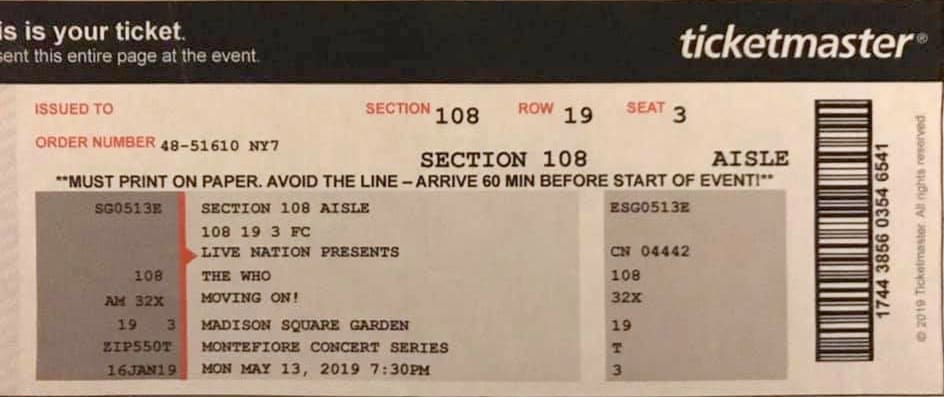 is is your ticket.
sent this entire page at the event.
ticketmaster®
ISSUED TO
SECTION 108 ROW 19 SEAT 3
ORDER NUMBER 48-51610 NY7
SECTION 108 AISLE
**MUST PRINT ON PAPER. AVOID THE LINE – ARRIVE 60 MIN BEFORE START OF EVENT!**
SG0513E SECTION 108 AISLE ESG0513E
108 19 3 FC
LIVE NATION PRESENTS CN 04442
108 THE WHO 108
AM 32X MOVING ON! 32X
19 3 MADISON SQUARE GARDEN 19
ZIP550T MONTEFIORE CONCERT SERIES T
16JAN19 MON MAY 13, 2019 7:30PM 3
1744 3856 0354 6541
© 2019 Ticketmaster. All rights reserved.